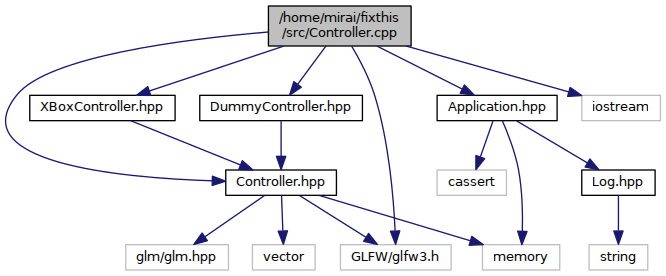 /home/mirai/fixthis
/src/Controller.cpp
XBoxController.hpp
DummyController.hpp
Application.hpp
iostream
Controller.hpp
cassert
Log.hpp
glm/glm.hpp
vector
GLFW/glfw3.h
memory
string